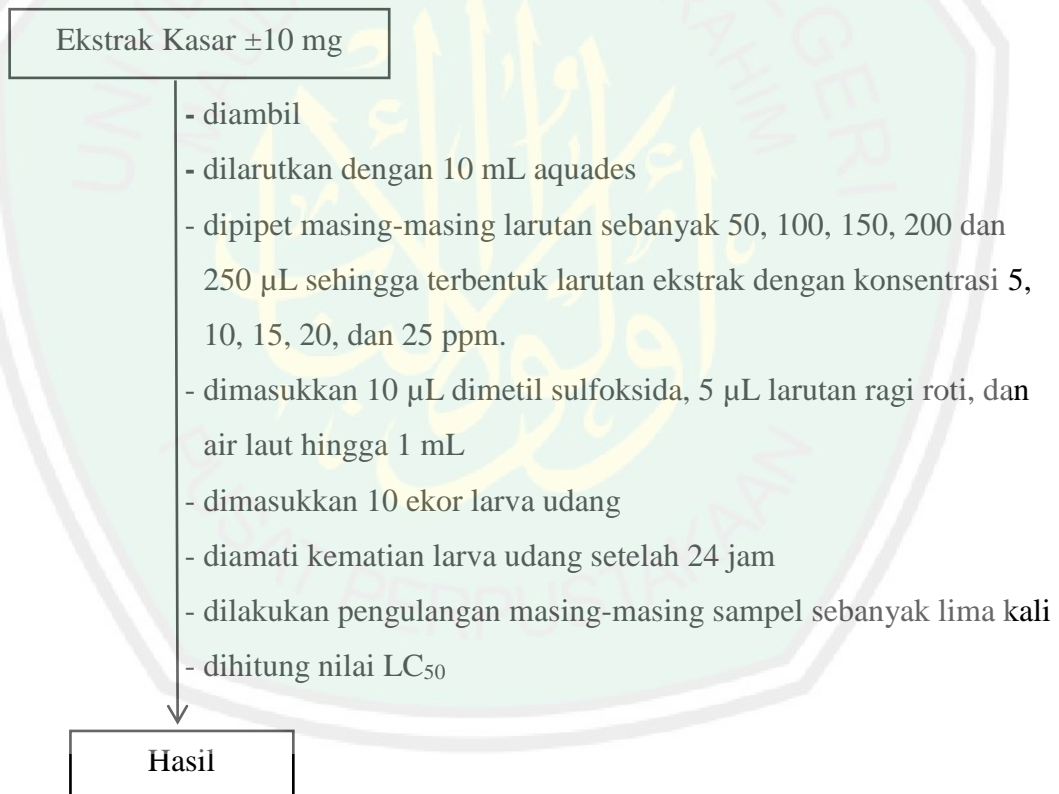 Ekstrak Kasar ±10 mg
- diambil
- dilarutkan dengan 10 mL aquades
- dipipet masing-masing larutan sebanyak 50, 100, 150, 200 dan
250 µL sehingga terbentuk larutan ekstrak dengan konsentrasi 5,
10, 15, 20, dan 25 ppm.
- dimasukkan 10 µL dimetil sulfoksida, 5 µL larutan ragi roti, dan
air laut hingga 1 mL
- dimasukkan 10 ekor larva udang
- diamati kematian larva udang setelah 24 jam
- dilakukan pengulangan masing-masing sampel sebanyak lima kali
- dihitung nilai LC₅₀
Hasil
PUSAT PERPUSTAKAAN